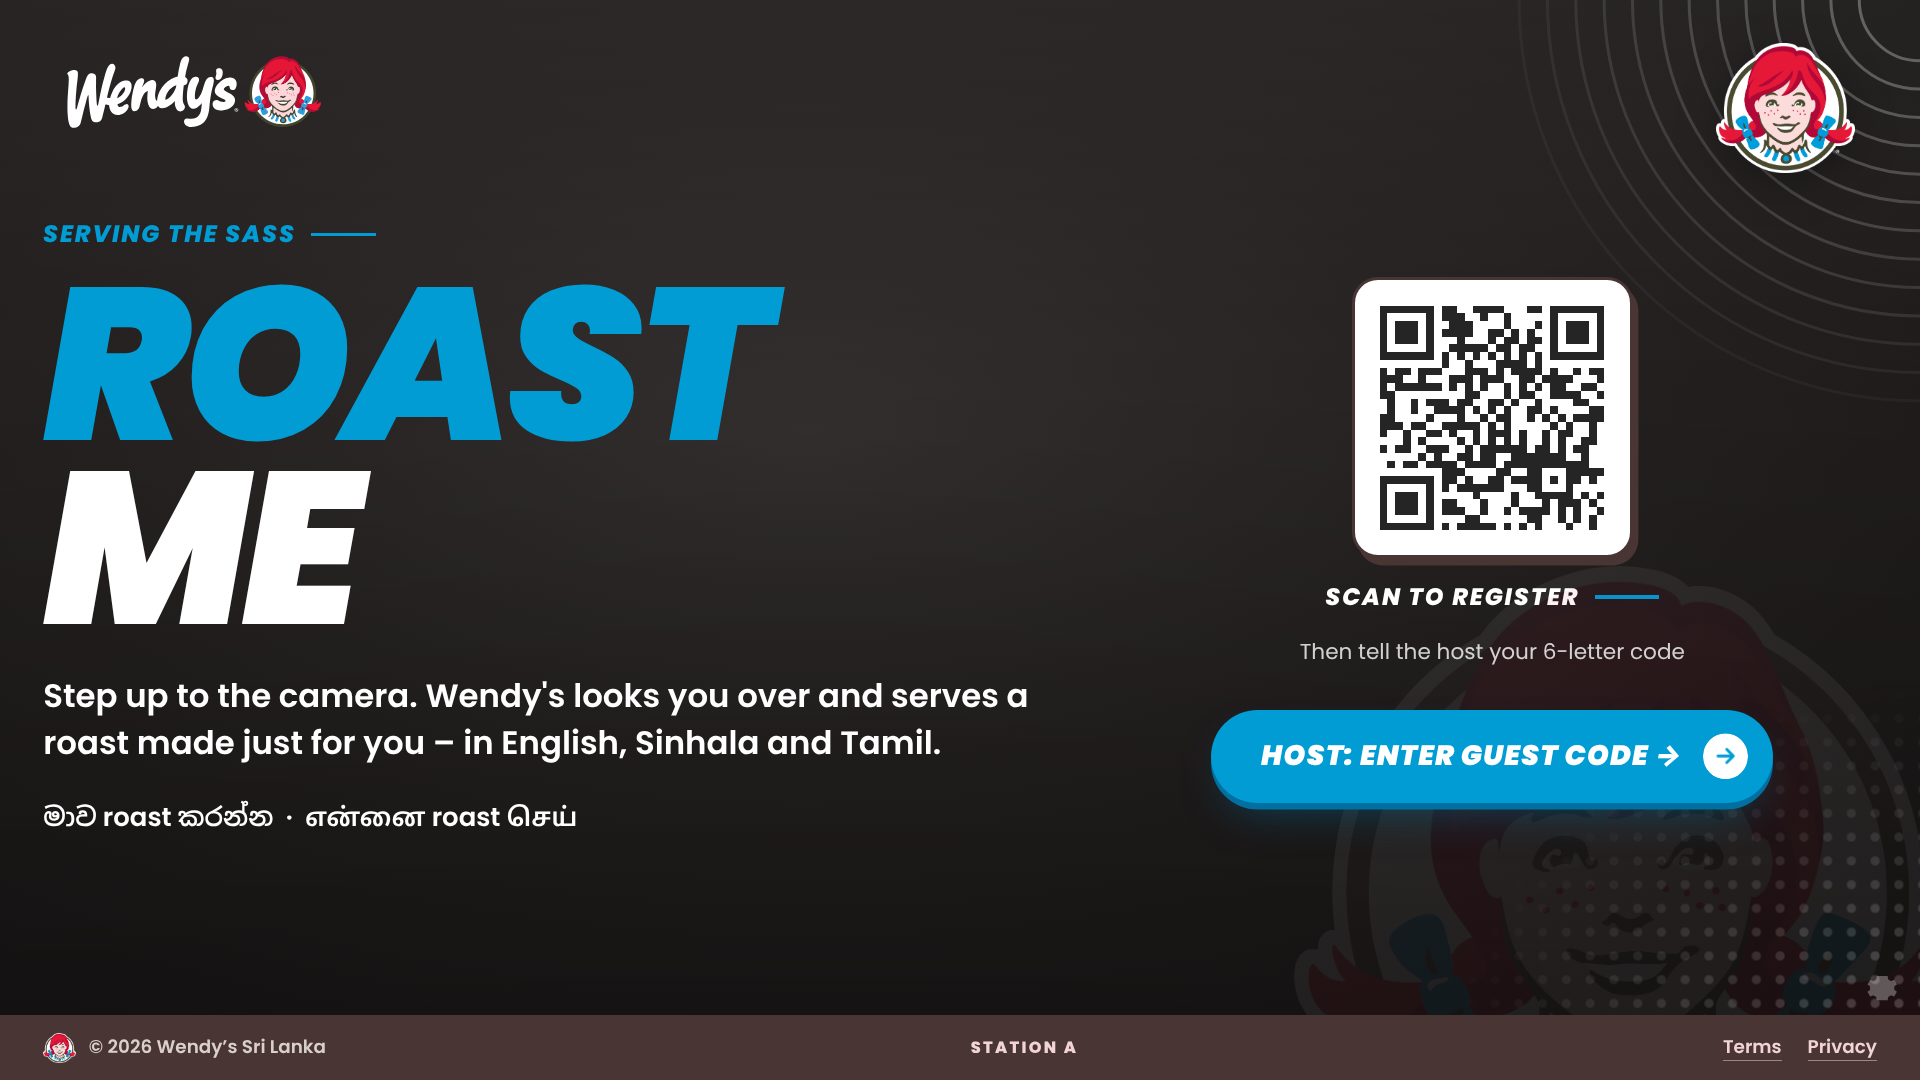 Wendy's
SERVING THE SASS
ROAST
ME
Step up to the camera. Wendy's looks you over and serves a
roast made just for you – in English, Sinhala and Tamil.
මාව roast කරන්න · என்னை roast செய்
SCAN TO REGISTER
Then tell the host your 6-letter code
HOST: ENTER GUEST CODE →
© 2026 Wendy’s Sri Lanka
STATION A
Terms Privacy